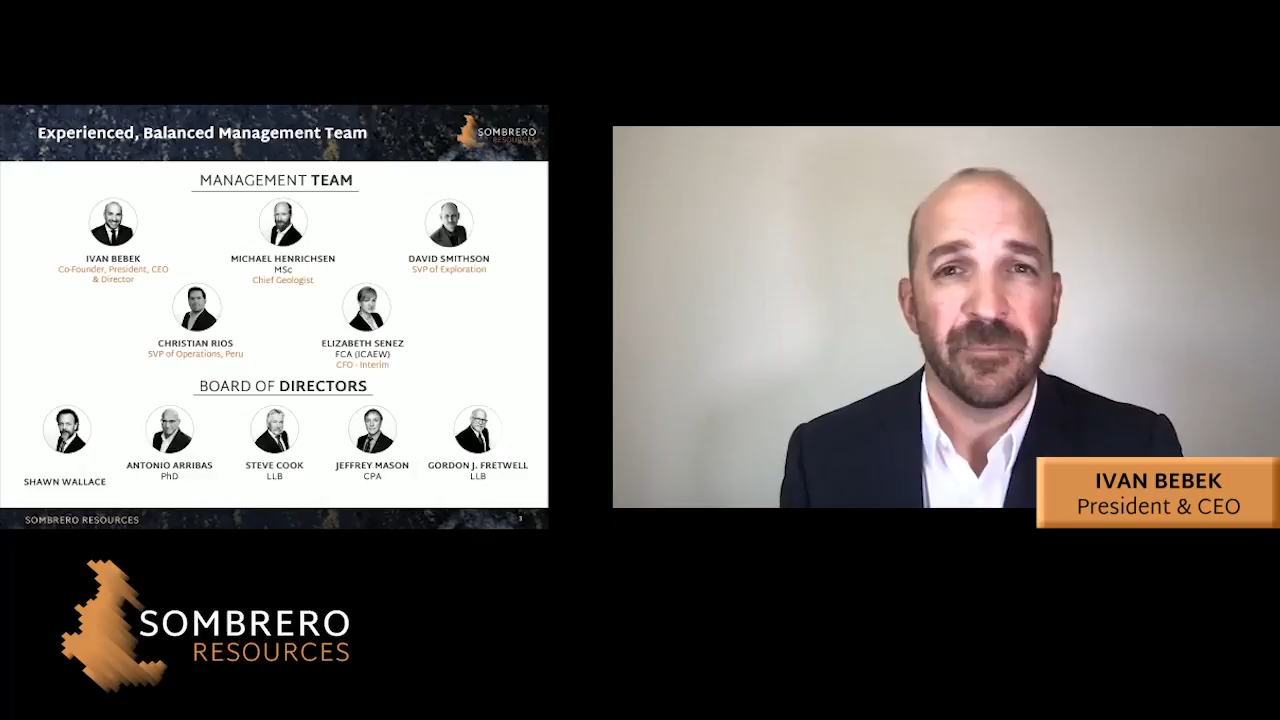 Experienced, Balanced Management Team
SOMBRERO
RESOURCES
MANAGEMENT TEAM
IVAN BEBEK
Co-Founder, President, CEO
& Director
MICHAEL HENRICHSEN
MSc
Chief Geologist
DAVID SMITHSON
SVP of Exploration
CHRISTIAN RIOS
SVP of Operations, Peru
ELIZABETH SENEZ
FCA (ICAEW)
CFO - Interim
BOARD OF DIRECTORS
SHAWN WALLACE
ANTONIO ARRIBAS
PhD
STEVE COOK
LLB
JEFFREY MASON
CPA
GORDON J. FRETWELL
LLB
SOMBRERO RESOURCES
3
IVAN BEBEK
President & CEO
SOMBRERO
RESOURCES